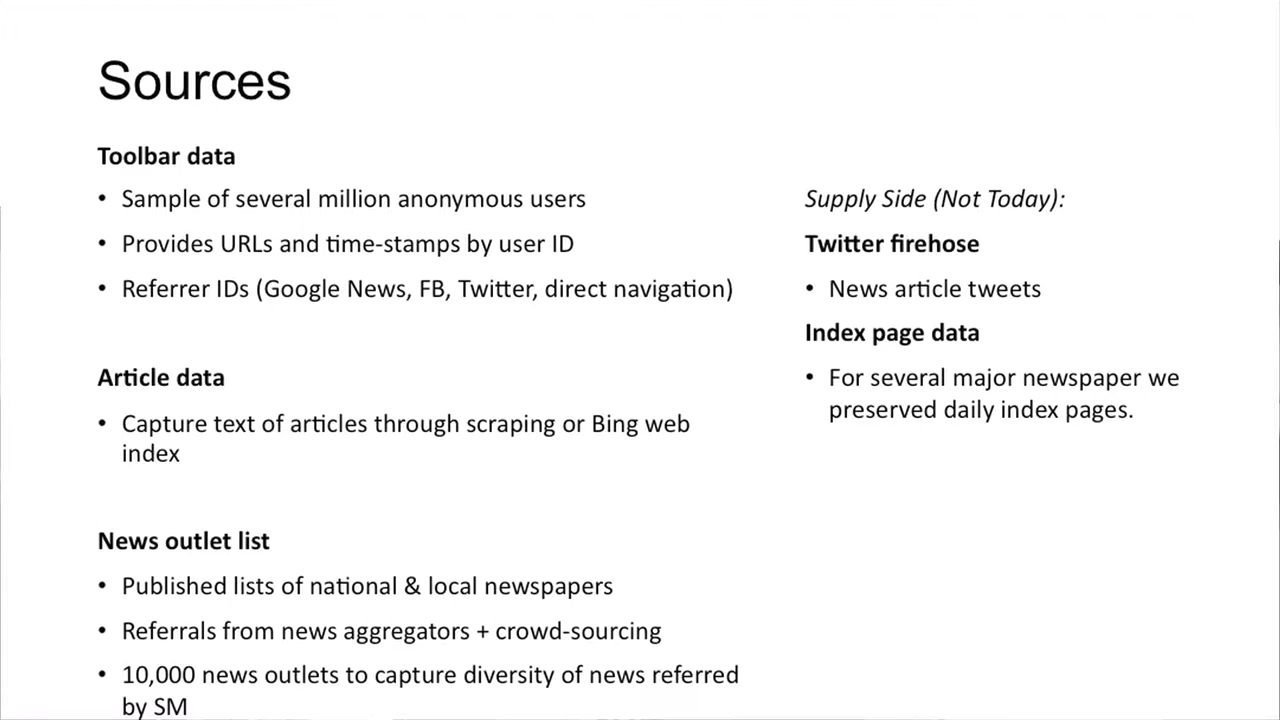 Sources
Toolbar data
• Sample of several million anonymous users
• Provides URLs and time-stamps by user ID
• Referrer IDs (Google News, FB, Twitter, direct navigation)
Article data
• Capture text of articles through scraping or Bing web
index
News outlet list
• Published lists of national & local newspapers
• Referrals from news aggregators + crowd-sourcing
• 10,000 news outlets to capture diversity of news referred
by SM
Supply Side (Not Today):
Twitter firehose
• News article tweets
Index page data
• For several major newspaper we
preserved daily index pages.